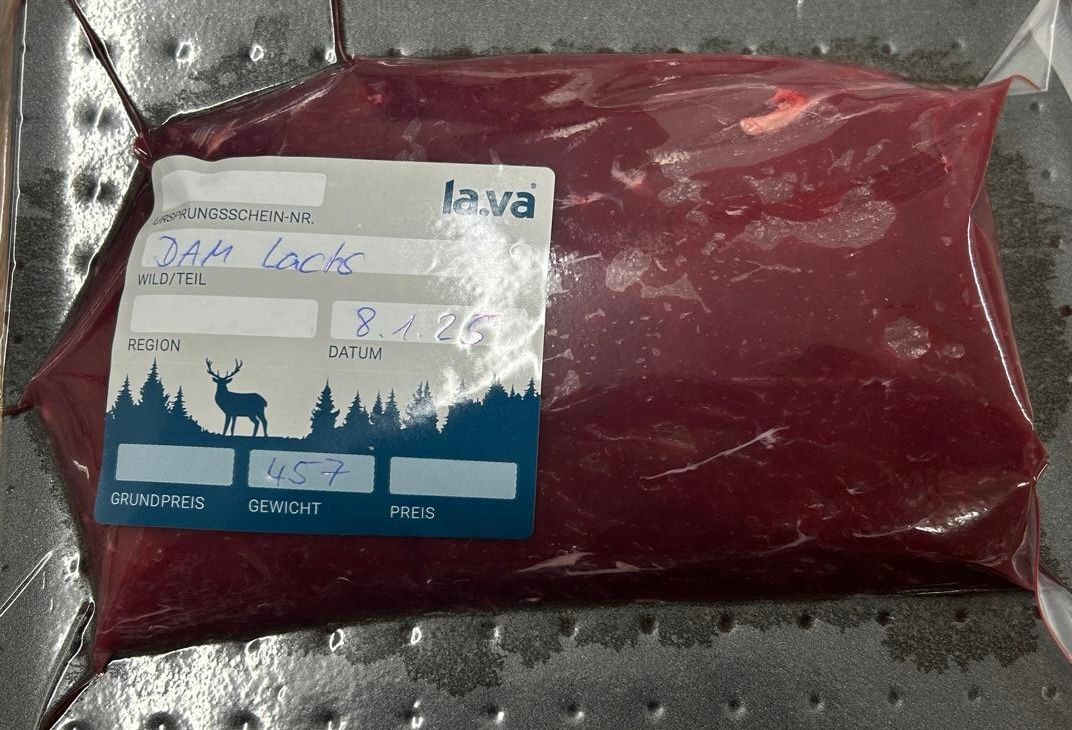 la.va
URSPRUNGSSCHEIN-NR.
DAM Lachs
WILD/TEIL
8.1.25
REGION DATUM
457
GRUNDPREIS GEWICHT PREIS